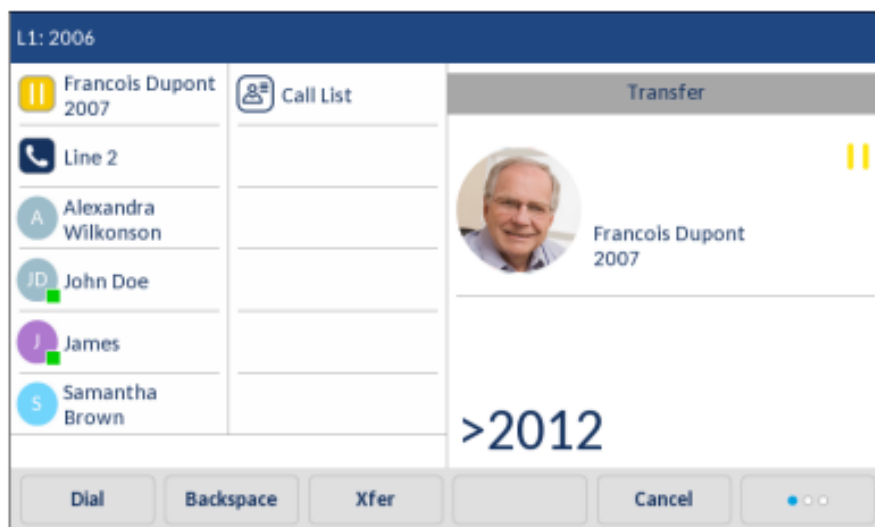 L1: 2006
Francois Dupont
2007
Line 2
A
Alexandra
Wilkonson
JD
John Doe
J
James
S
Samantha
Brown
Call List
Transfer
Francois Dupont
2007
>2012
Dial
Backspace
Xfer
Cancel